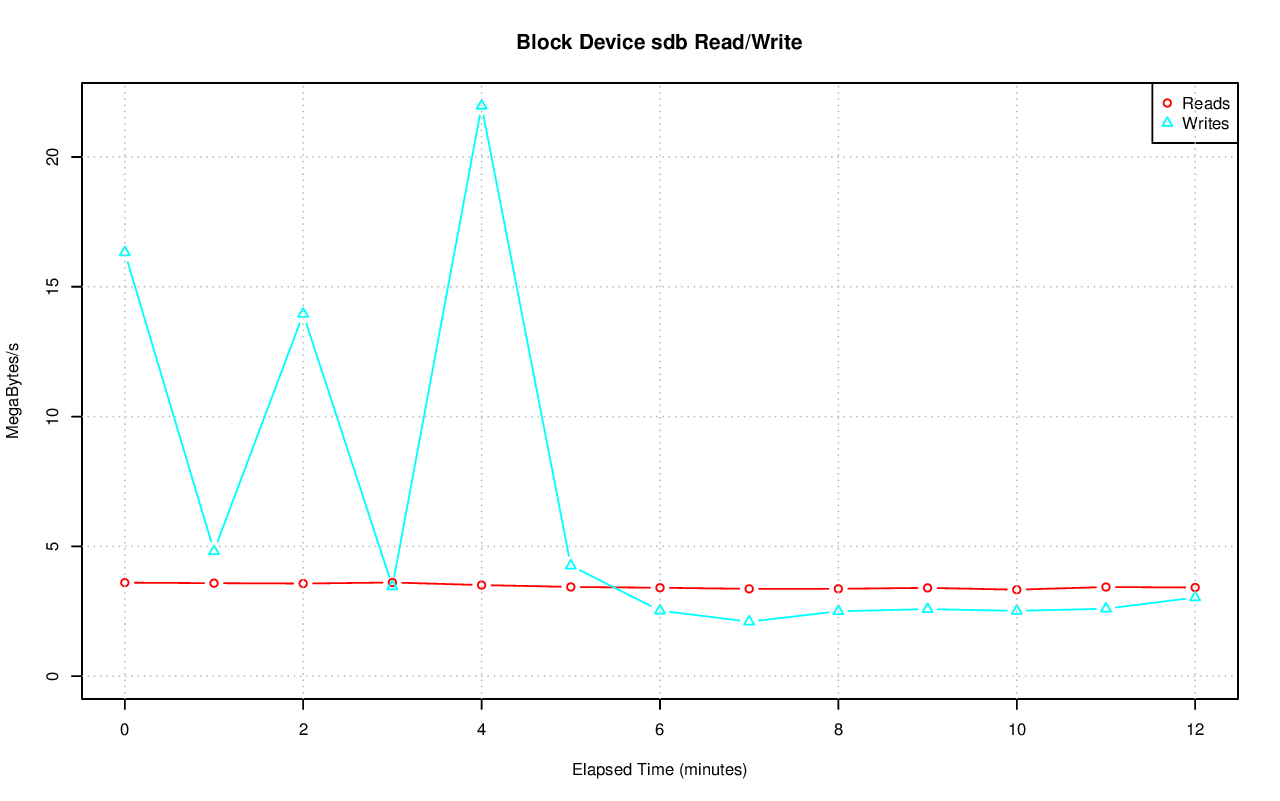 Block Device sdb Read/Write
Reads
Writes
20
15
10
5
0
MegaBytes/s
0 2 4 6 8 10 12
Elapsed Time (minutes)